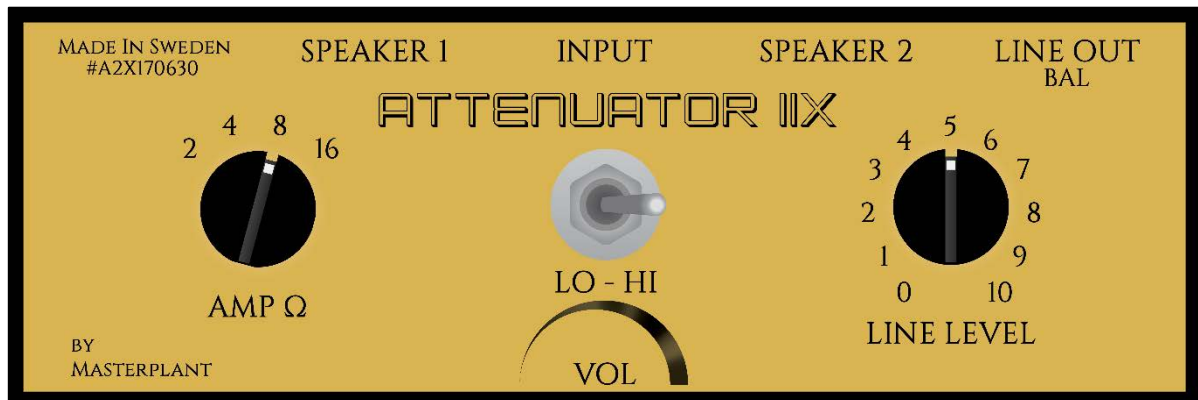 Made In Sweden
#A2X170630
SPEAKER 1
INPUT
SPEAKER 2
LINE OUT
BAL
ATTENUATOR IIX
2 4 8 16
AMP Ω
LO - HI
0 1 2 3 4 5 6 7 8 9 10
LINE LEVEL
BY
Masterplant
VOL